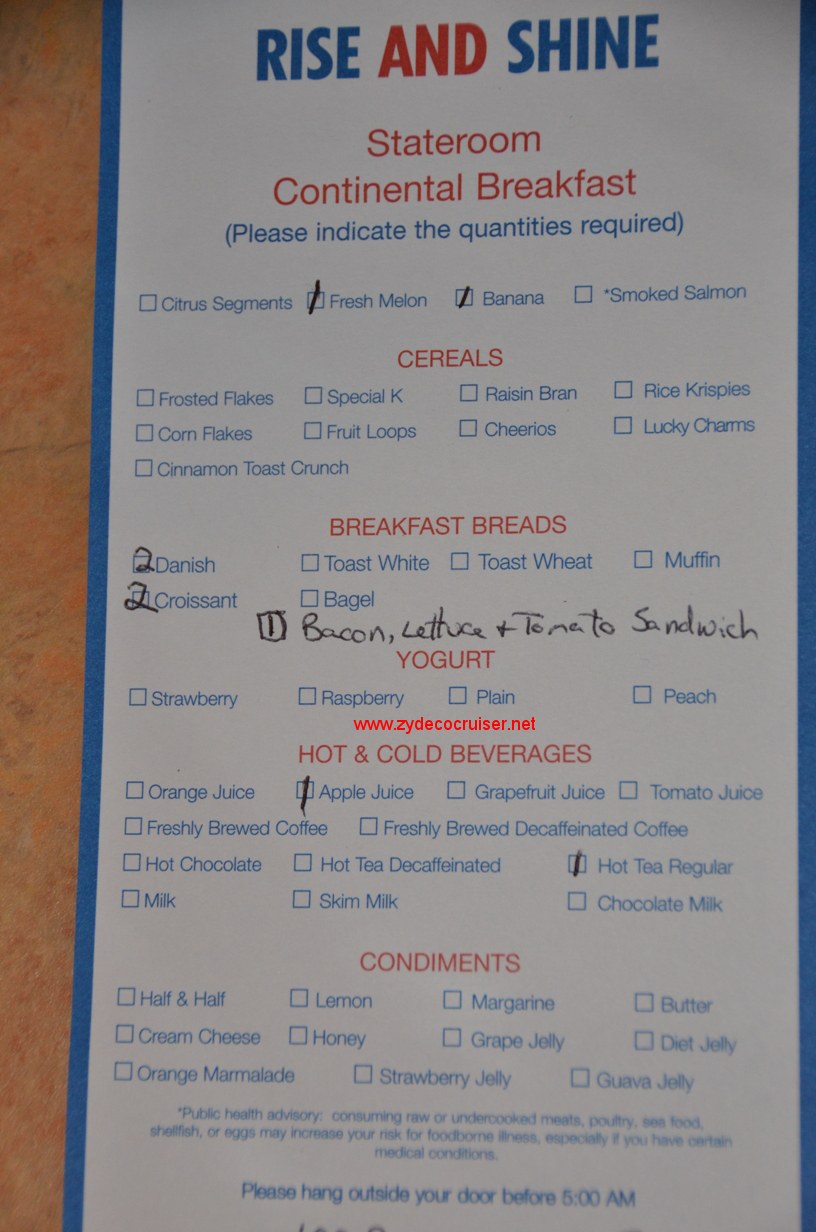 RISE AND SHINE
Stateroom
Continental Breakfast
(Please indicate the quantities required)
Citrus Segments 1 Fresh Melon 1 Banana *Smoked Salmon
CEREALS
Frosted Flakes Special K Raisin Bran Rice Krispies
Corn Flakes Fruit Loops Cheerios Lucky Charms
Cinnamon Toast Crunch
BREAKFAST BREADS
2 Danish Toast White Toast Wheat Muffin
2 Croissant Bagel
1 Bacon, Lettuce + Tomato Sandwich
YOGURT
Strawberry Raspberry Plain Peach
www.zydecocruiser.net
HOT & COLD BEVERAGES
Orange Juice 1 Apple Juice Grapefruit Juice Tomato Juice
Freshly Brewed Coffee Freshly Brewed Decaffeinated Coffee
Hot Chocolate Hot Tea Decaffeinated 1 Hot Tea Regular
Milk Skim Milk Chocolate Milk
CONDIMENTS
Half & Half Lemon Margarine Butter
Cream Cheese Honey Grape Jelly Diet Jelly
Orange Marmalade Strawberry Jelly Guava Jelly
*Public health advisory: consuming raw or undercooked meats, poultry, sea food,
shellfish, or eggs may increase your risk for foodborne illness, especially if you have certain
medical conditions.
Please hang outside your door before 5:00 AM